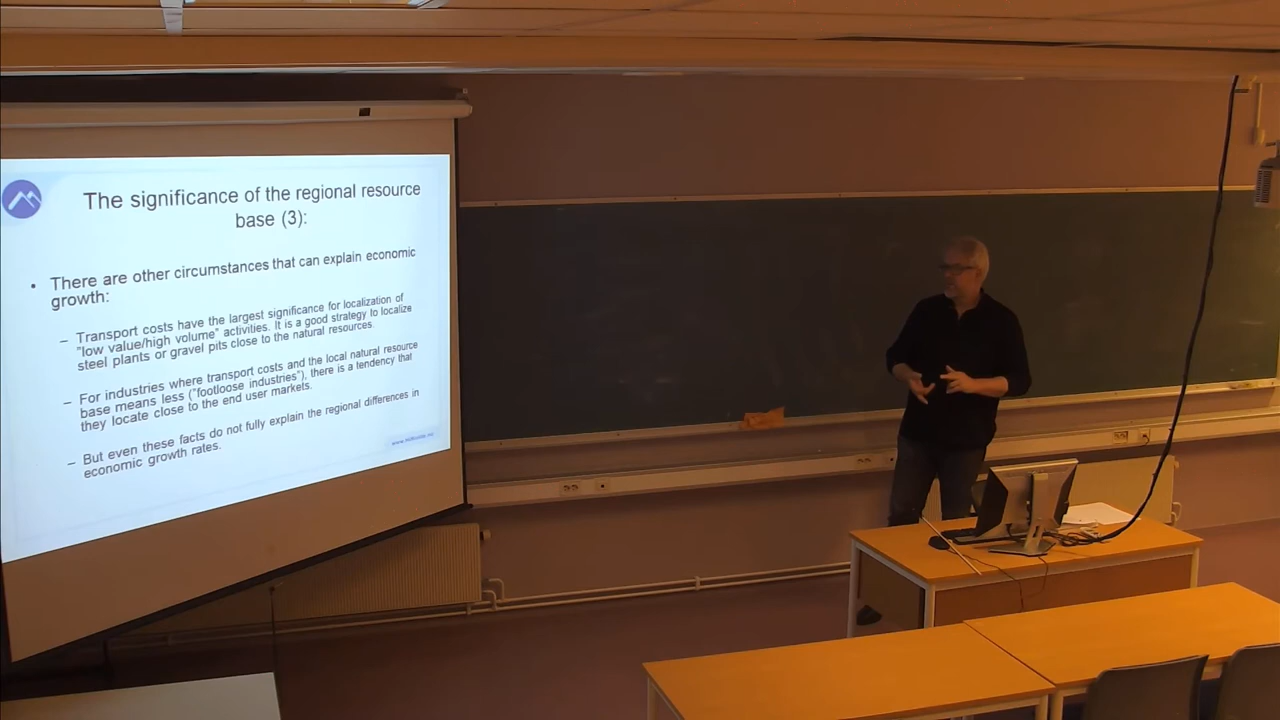 The significance of the regional resource
base (3):
• There are other circumstances that can explain economic
growth:
– Transport costs have the largest significance for localization of
"low value/high volume" activities. It is a good strategy to localize
steel plants or gravel pits close to the natural resources.
– For industries where transport costs and the local natural resource
base means less ("footloose industries"), there is a tendency that
they locate close to the end user markets.
– But even these facts do not fully explain the regional differences in
economic growth rates.